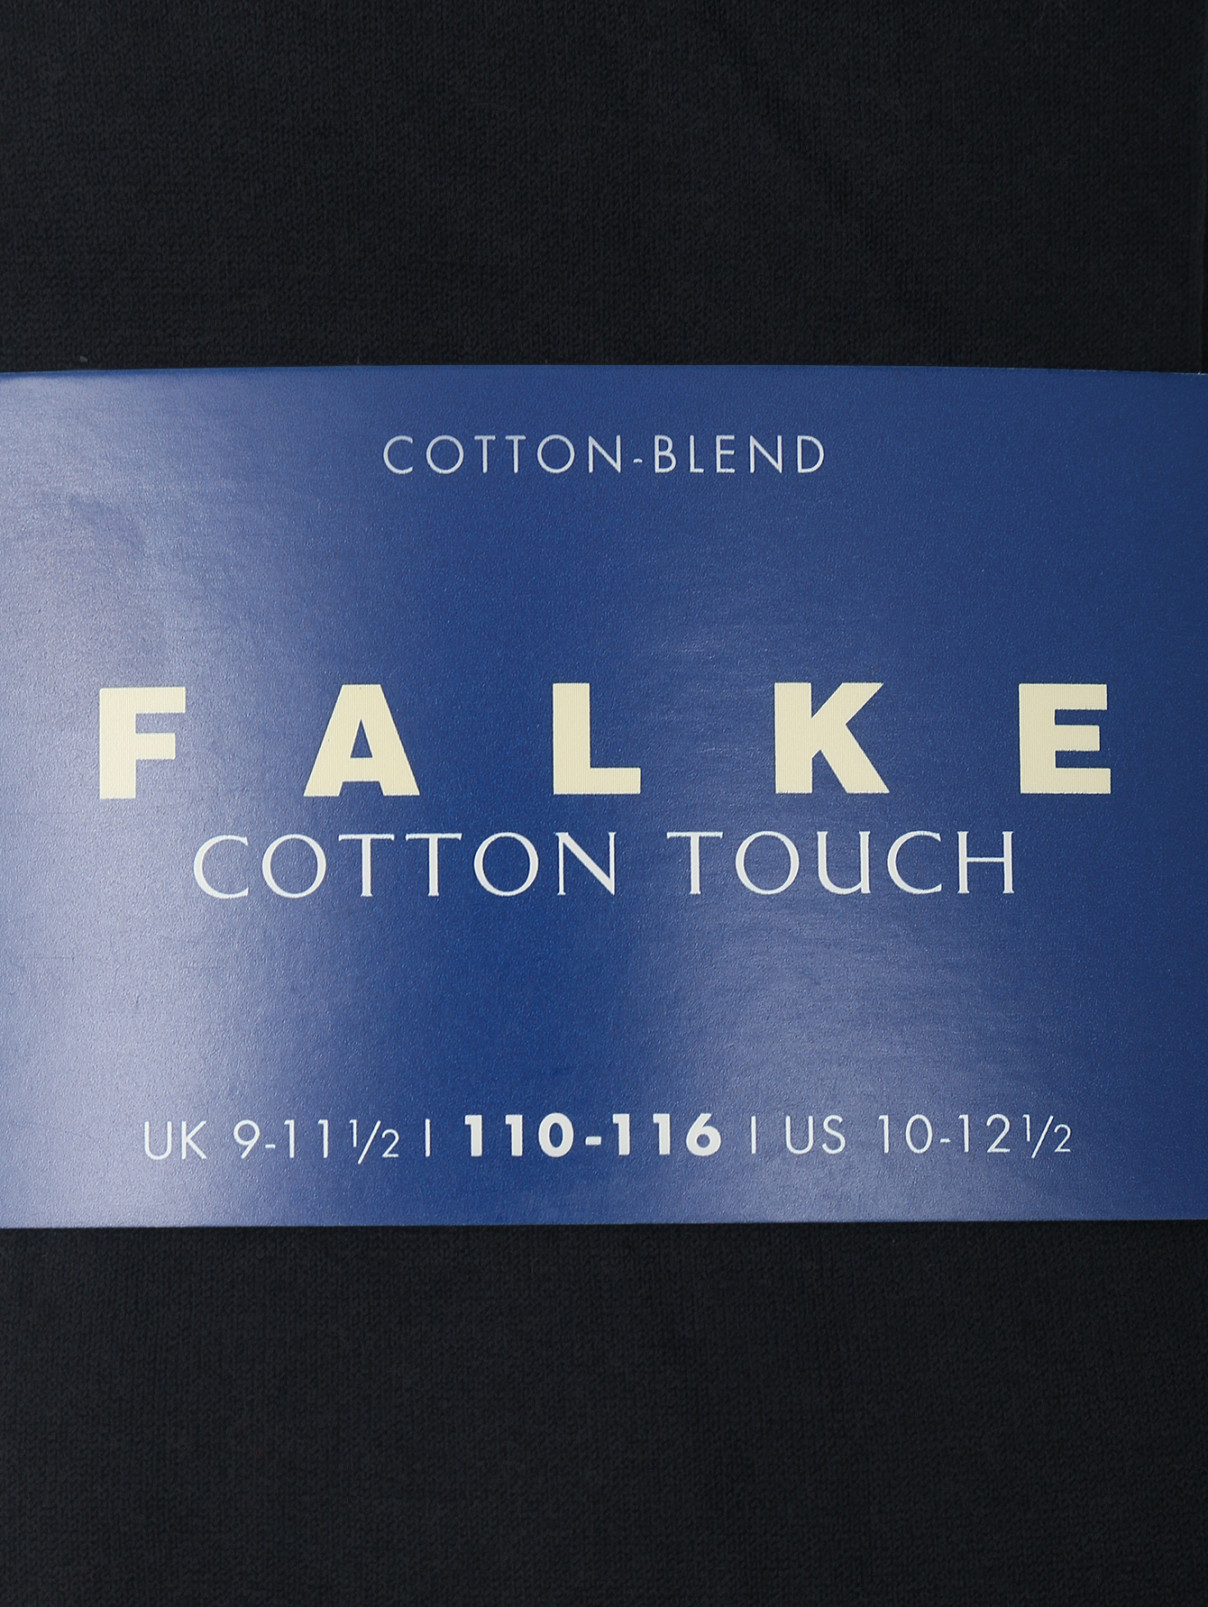 COTTON-BLEND
FALKE
COTTON TOUCH
UK 9-11½ | 110-116 | US 10-12½